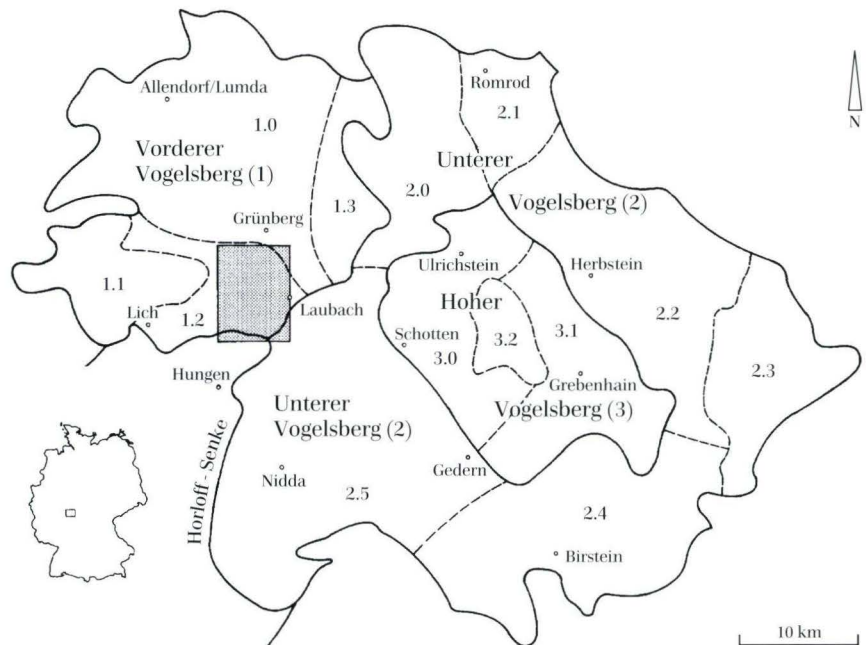 Allendorf/Lumda
1.0
Vorderer
Vogelsberg (1)
Romrod
2.1
Unterer
N
1.3
2.0
Vogelsberg (2)
Grünberg
1.1
Ulrichstein
Herbstein
Laubach
Lich
1.2
Hoher
3.1
2.2
Schotten
3.2
3.0
2.3
Hungen
Grebenhain
Unterer
Vogelsberg (2)
Vogelsberg (3)
Horloff-Senke
Nidda
Gedern
2.5
2.4
Birstein
10 km